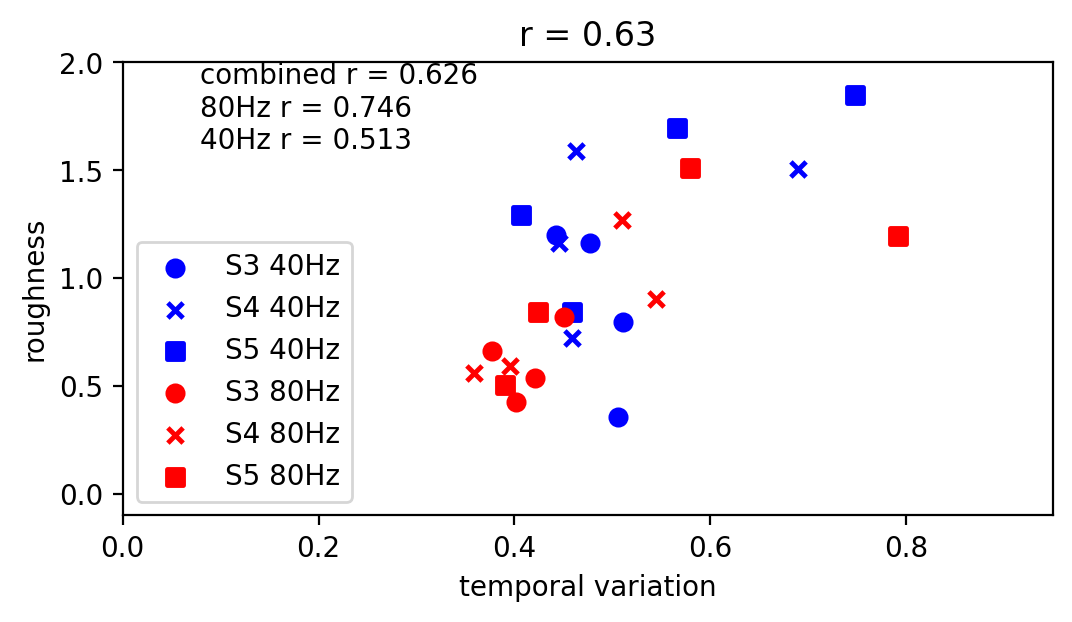 r = 0.63
combined r = 0.626
80Hz r = 0.746
40Hz r = 0.513
2.0
1.5
1.0
0.5
0.0
roughness
S3 40Hz
S4 40Hz
S5 40Hz
S3 80Hz
S4 80Hz
S5 80Hz
0.0 0.2 0.4 0.6 0.8
temporal variation